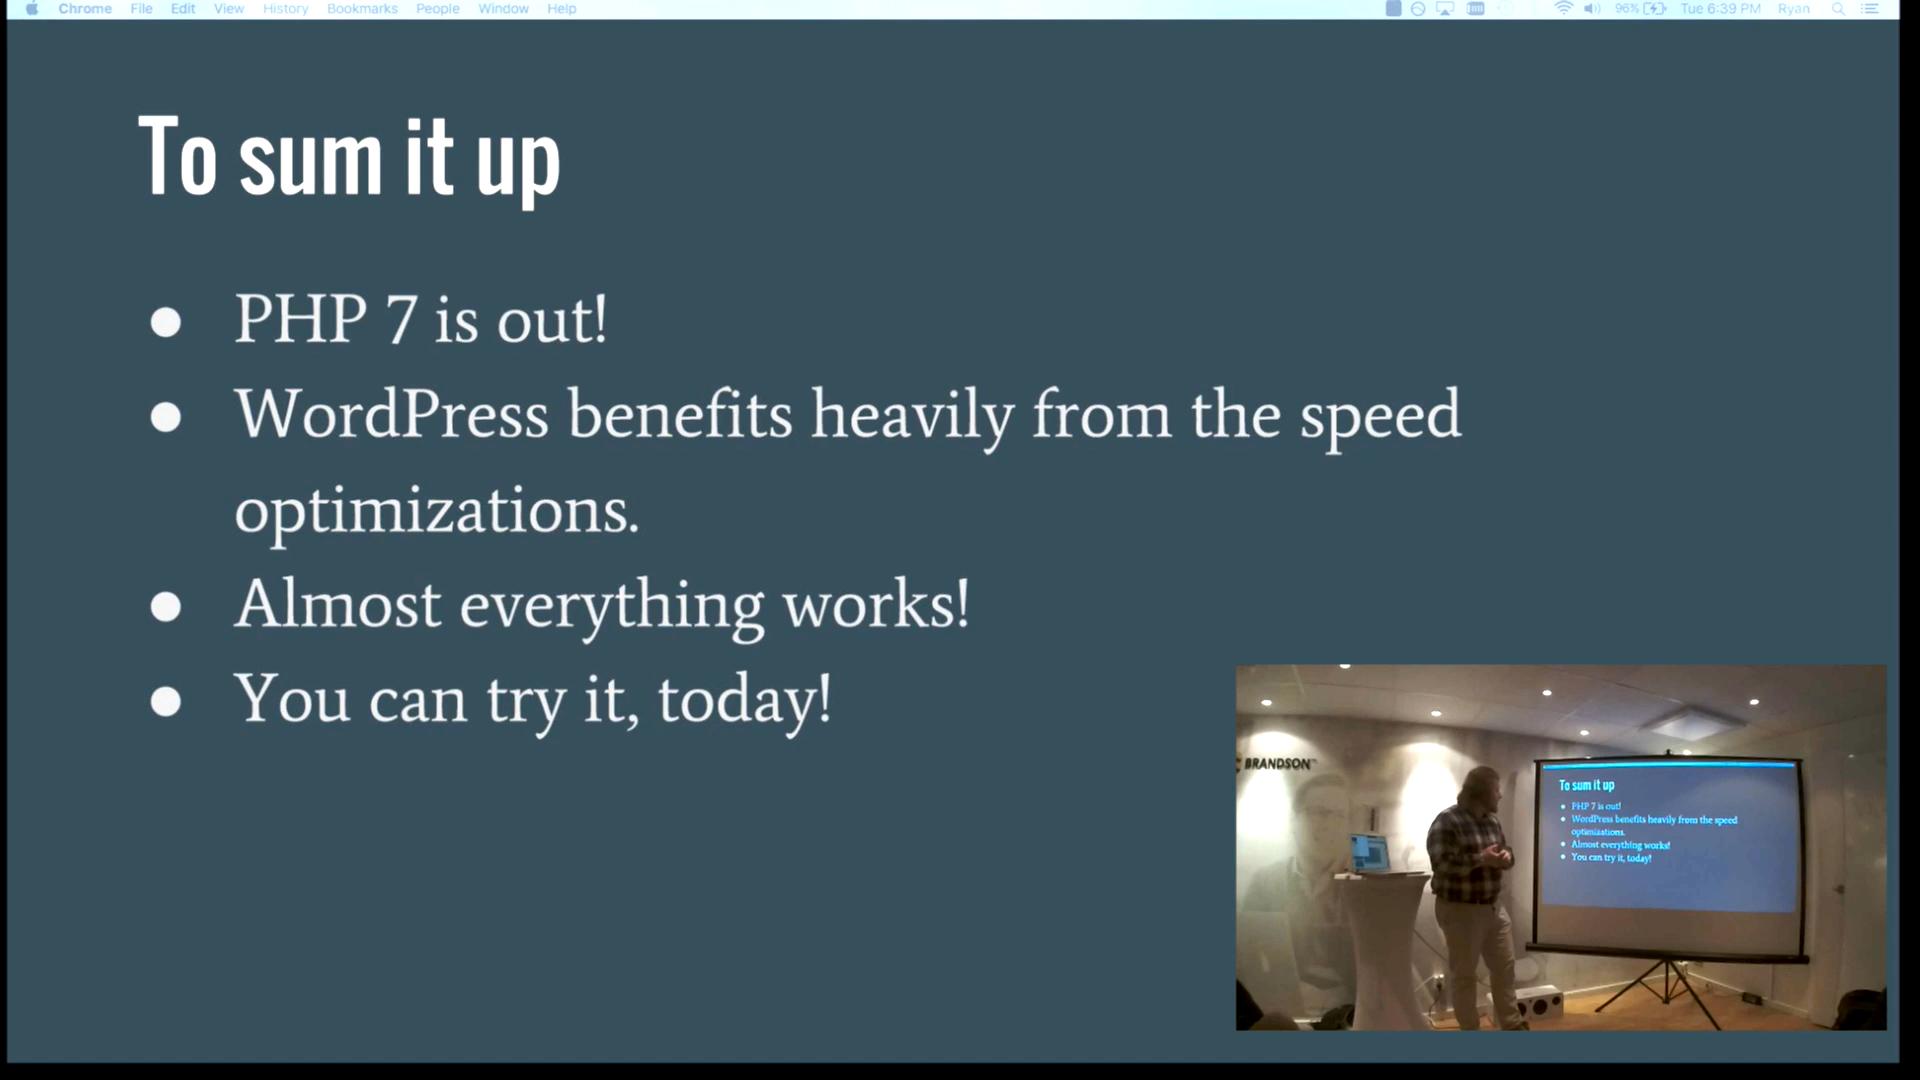 Chrome File Edit View History Bookmarks People Window Help 96% Tue 6:39 PM Ryan
To sum it up
● PHP 7 is out!
● WordPress benefits heavily from the speed
optimizations.
● Almost everything works!
● You can try it, today!
BRANDSON
To sum it up
● PHP 7 is out!
● WordPress benefits heavily from the speed
optimizations.
● Almost everything works!
● You can try it, today!